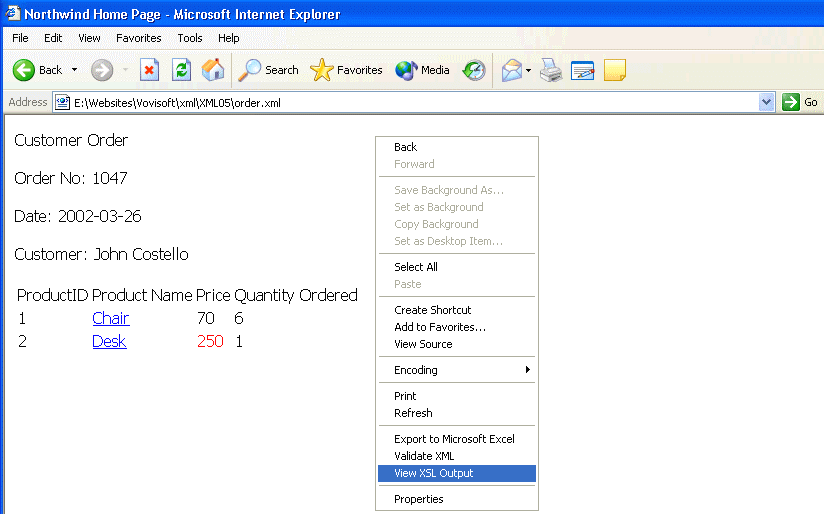 Northwind Home Page - Microsoft Internet Explorer
File Edit View Favorites Tools Help
Back Search Favorites Media
Address E:\Websites\Vovisoft\xml\XML05\order.xml Go
Customer Order
Order No: 1047
Date: 2002-03-26
Customer: John Costello
ProductID Product Name Price Quantity Ordered
1 Chair 70 6
2 Desk 250 1
Back
Forward
Save Background As...
Set as Background
Copy Background
Set as Desktop Item...
Select All
Paste
Create Shortcut
Add to Favorites...
View Source
Encoding
Print
Refresh
Export to Microsoft Excel
Validate XML
View XSL Output
Properties